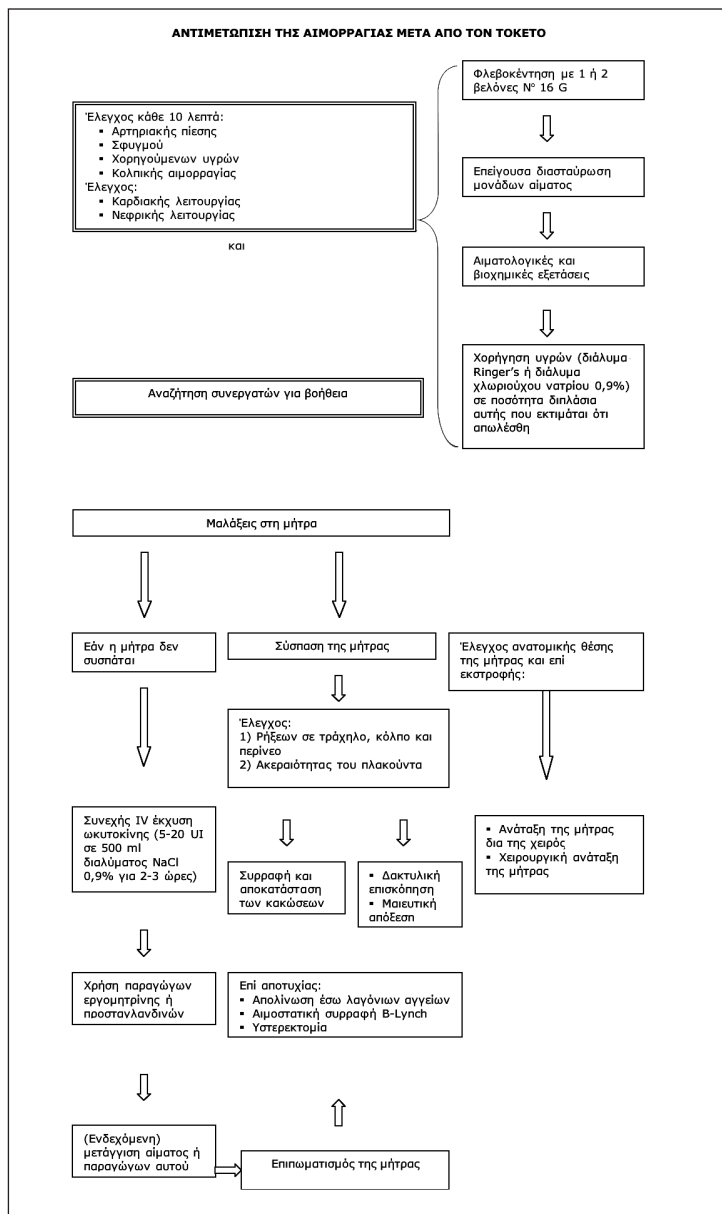 ΑΝΤΙΜΕΤΩΠΙΣΗ ΤΗΣ ΑΙΜΟΡΡΑΓΙΑΣ ΜΕΤΑ ΑΠΟ ΤΟΝ ΤΟΚΕΤΟ
Φλεβοκέντηση με 1 ή 2
βελόνες Νº 16 G
Έλεγχος κάθε 10 λεπτά:
▪ Αρτηριακής πίεσης
▪ Σφυγμού
▪ Χορηγούμενων υγρών
▪ Κολπικής αιμορραγίας
Έλεγχος:
▪ Καρδιακής λειτουργίας
▪ Νεφρικής λειτουργίας
Επείγουσα διασταύρωση
μονάδων αίματος
και
Αιματολογικές και
βιοχημικές εξετάσεις
Χορήγηση υγρών (διάλυμα
Ringer's ή διάλυμα
χλωριούχου νατρίου 0,9%)
σε ποσότητα διπλάσια
αυτής που εκτιμάται ότι
απωλέσθη
Αναζήτηση συνεργατών για βοήθεια
Μαλάξεις στη μήτρα
Εάν η μήτρα δεν
συσπάται
Σύσπαση της μήτρας
Έλεγχος ανατομικής θέσης
της μήτρας και επί
εκστροφής:
Έλεγχος:
1) Ρήξεων σε τράχηλο, κόλπο και
περίνεο
2) Ακεραιότητας του πλακούντα
Συνεχής IV έκχυση
ωκυτοκίνης (5-20 UI
σε 500 ml
διαλύματος NaCl
0,9% για 2-3 ώρες)
Συρραφή και
αποκατάσταση
των κακώσεων
▪ Δακτυλική
επισκόπηση
▪ Μαιευτική
απόξεση
▪ Ανάταξη της μήτρας
δια της χειρός
▪ Χειρουργική ανάταξη
της μήτρας
Χρήση παραγώγων
εργομητρίνης ή
προσταγλανδινών
Επί αποτυχίας:
▪ Απολίνωση έσω λαγόνιων αγγείων
▪ Αιμοστατική συρραφή B-Lynch
▪ Υστερεκτομία
(Ενδεχόμενη)
μετάγγιση αίματος ή
παραγώγων αυτού
Επιπωματισμός της μήτρας